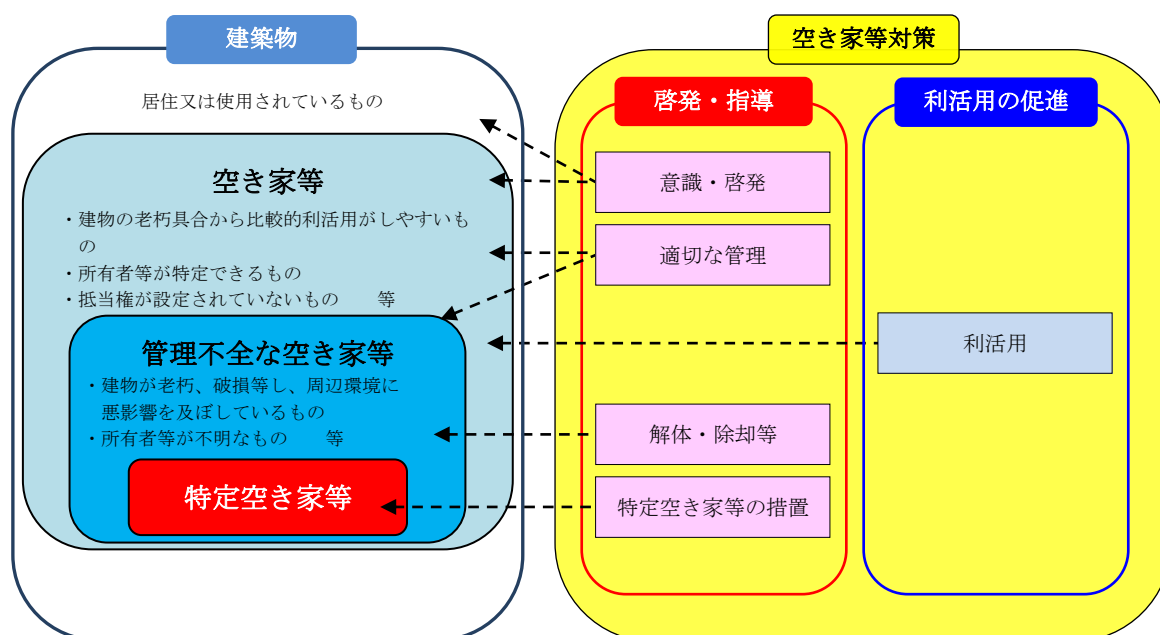 建築物
居住又は使用されているもの
空き家等
・建物の老朽具合から比較的利活用がしやすいも
の
・所有者等が特定できるもの
・抵当権が設定されていないもの　　等
管理不全な空き家等
・建物が老朽、破損等し、周辺環境に
悪影響を及ぼしているもの
・所有者等が不明なもの　　等
特定空き家等
空き家等対策
啓発・指導
意識・啓発
適切な管理
解体・除却等
特定空き家等の措置
利活用の促進
利活用